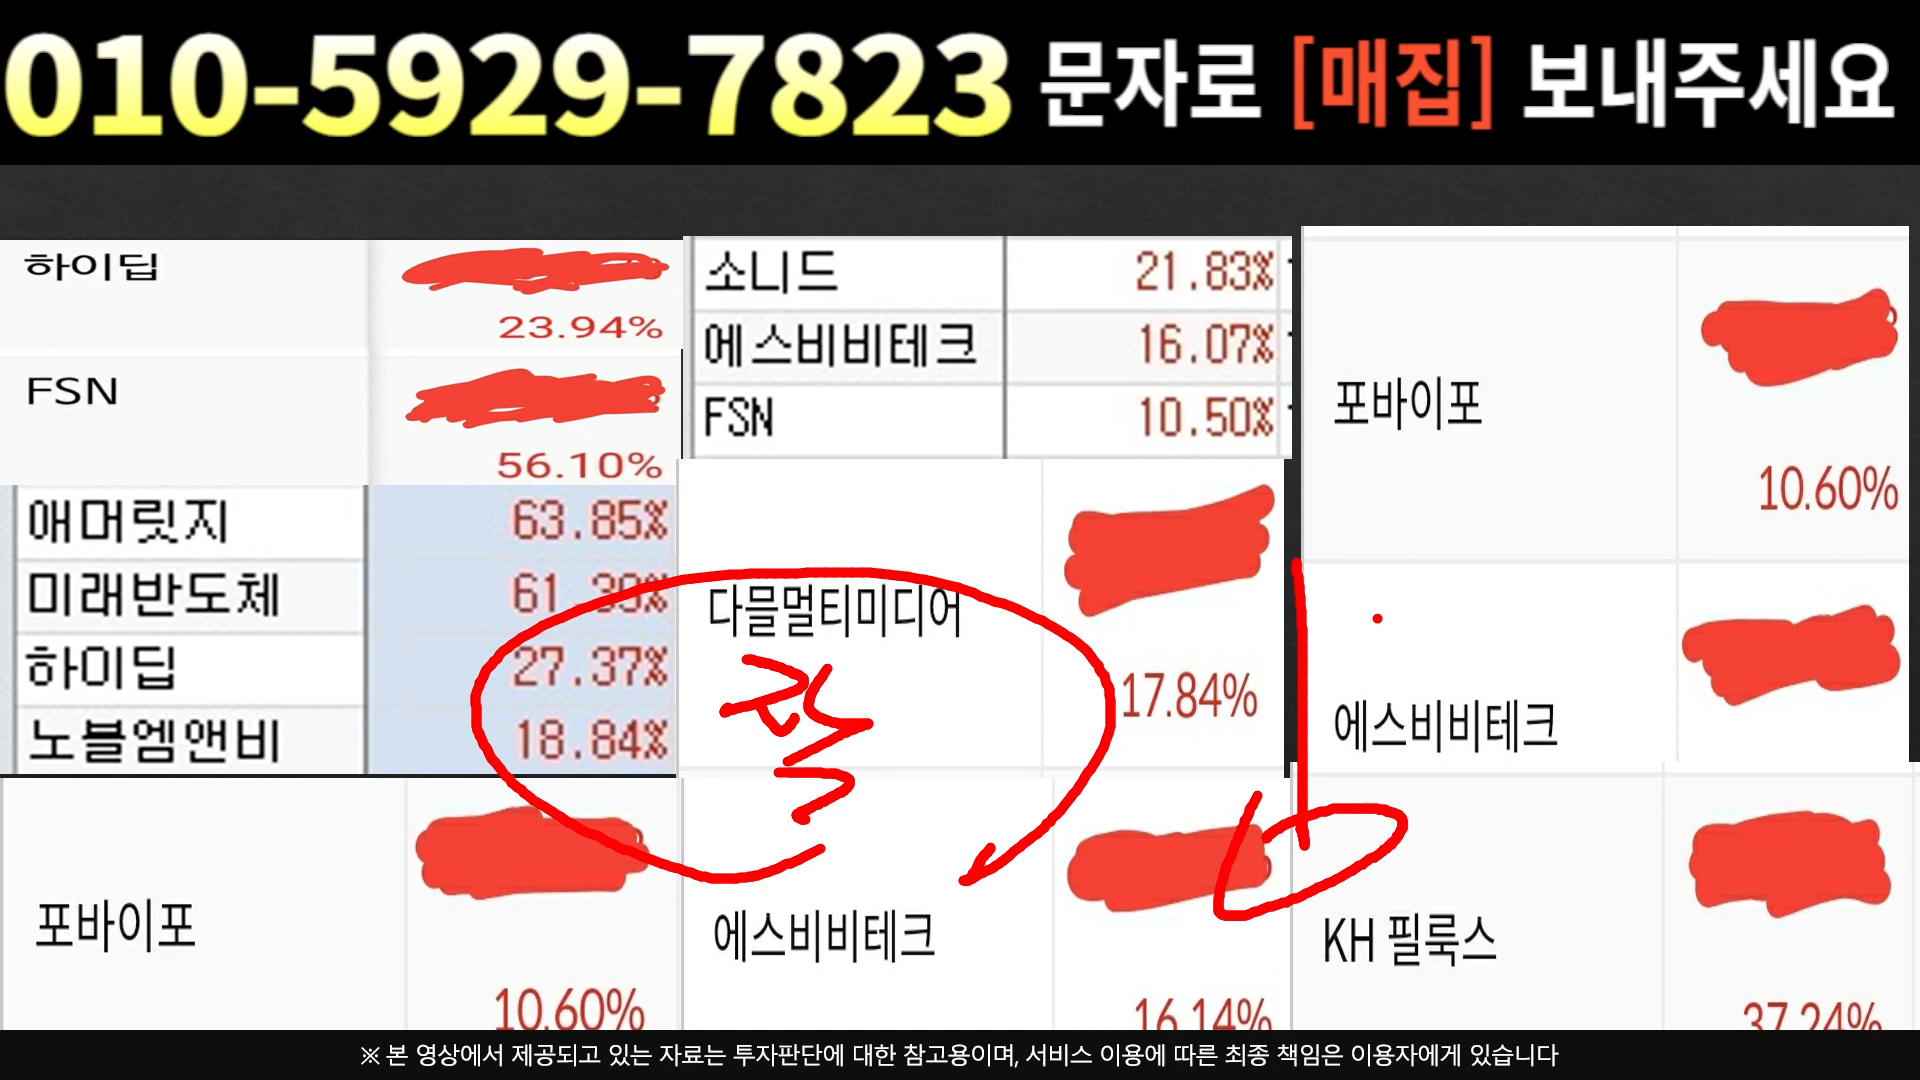 010-5929-7823 문자로 [매집] 보내주세요
하이딥
23.94%
FSN
56.10%
애머릿지 63.85%
미래반도체 61.39%
하이딥 27.37%
노블엠앤비 18.84%
포바이포
10.60%
소니드 21.83%
에스비비테크 16.07%
FSN 10.50%
다믈멀티미디어
17.84%
에스비비테크
16.14%
포바이포
10.60%
에스비비테크
KH 필룩스
37.24%
※ 본 영상에서 제공되고 있는 자료는 투자판단에 대한 참고용이며, 서비스 이용에 따른 최종 책임은 이용자에게 있습니다